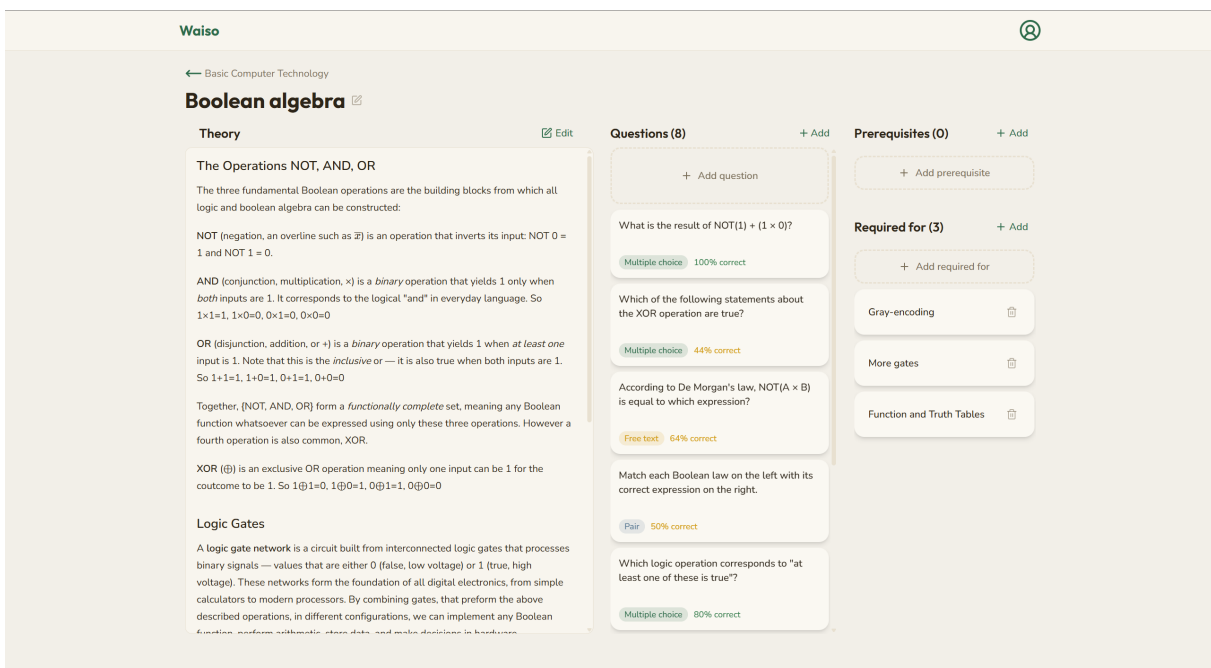 Waiso
Basic Computer Technology
Boolean algebra
Theory
Edit
The Operations NOT, AND, OR
The three fundamental Boolean operations are the building blocks from which all
logic and boolean algebra can be constructed:
NOT (negation, an overline such as x̅) is an operation that inverts its input: NOT 0 =
1 and NOT 1 = 0.
AND (conjunction, multiplication, ×) is a binary operation that yields 1 only when
both inputs are 1. It corresponds to the logical "and" in everyday language. So
1×1=1, 1×0=0, 0×1=0, 0×0=0
OR (disjunction, addition, or +) is a binary operation that yields 1 when at least one
input is 1. Note that this is the inclusive or — it is also true when both inputs are 1.
So 1+1=1, 1+0=1, 0+1=1, 0+0=0
Together, {NOT, AND, OR} form a functionally complete set, meaning any Boolean
function whatsoever can be expressed using only these three operations. However a
fourth operation is also common, XOR.
XOR (⊕) is an exclusive OR operation meaning only one input can be 1 for the
coutcome to be 1. So 1⊕1=0, 1⊕0=1, 0⊕1=1, 0⊕0=0
Logic Gates
A logic gate network is a circuit built from interconnected logic gates that processes
binary signals — values that are either 0 (false, low voltage) or 1 (true, high
voltage). These networks form the foundation of all digital electronics, from simple
calculators to modern processors. By combining gates, that preform the above
described operations, in different configurations, we can implement any Boolean
function, perform arithmetic, store data, and make decisions in hardware.
Questions (8)
+ Add
+ Add question
What is the result of NOT(1) + (1 × 0)?
Multiple choice 100% correct
Which of the following statements about
the XOR operation are true?
Multiple choice 44% correct
According to De Morgan's law, NOT(A × B)
is equal to which expression?
Free text 64% correct
Match each Boolean law on the left with its
correct expression on the right.
Pair 50% correct
Which logic operation corresponds to "at
least one of these is true"?
Multiple choice 80% correct
Prerequisites (0)
+ Add
+ Add prerequisite
Required for (3)
+ Add
+ Add required for
Gray-encoding
More gates
Function and Truth Tables